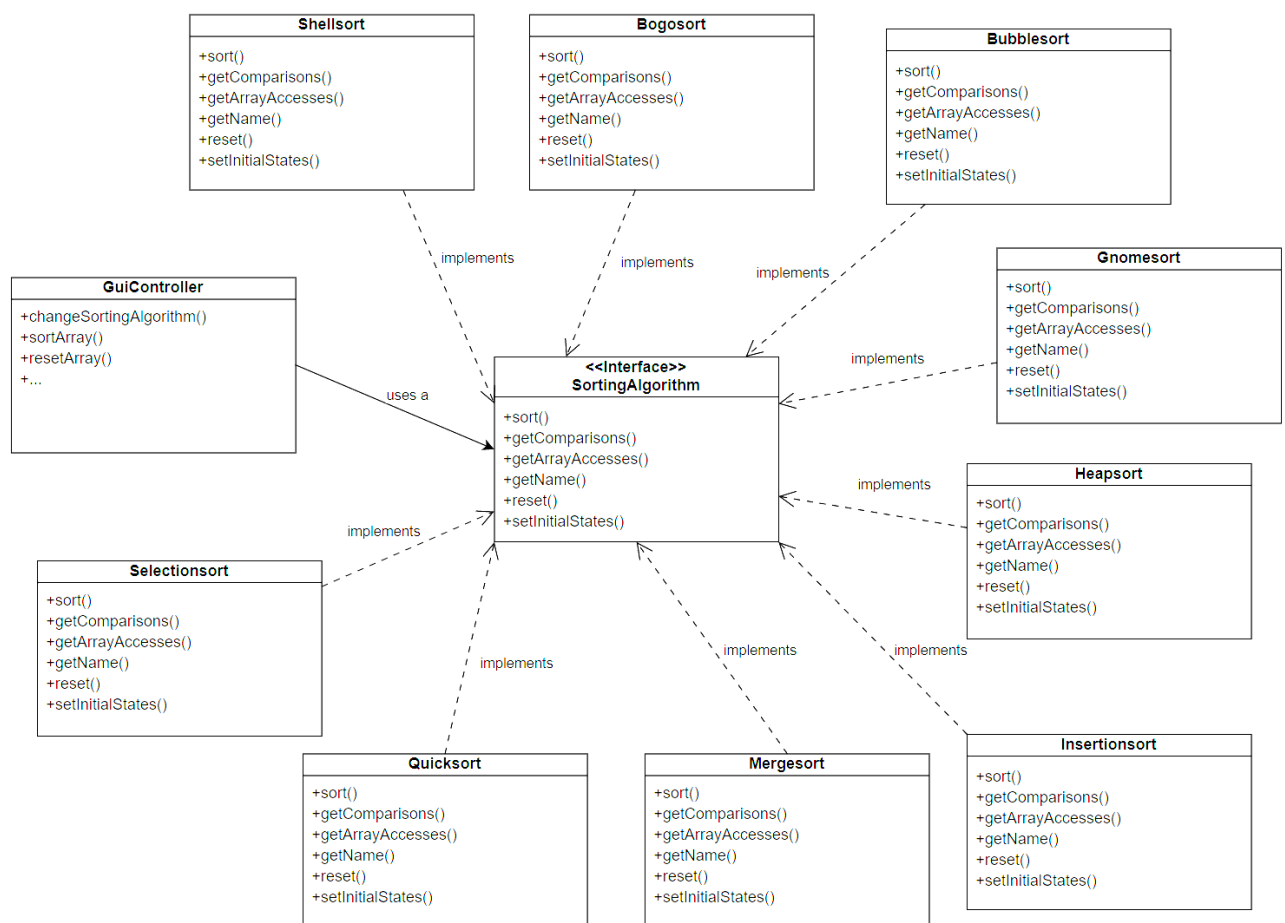 Shellsort
+sort()
+getComparisons()
+getArrayAccesses()
+getName()
+reset()
+setInitialStates()
Bogosort
+sort()
+getComparisons()
+getArrayAccesses()
+getName()
+reset()
+setInitialStates()
Bubblesort
+sort()
+getComparisons()
+getArrayAccesses()
+getName()
+reset()
+setInitialStates()
implements
implements
implements
GuiController
+changeSortingAlgorithm()
+sortArray()
+resetArray()
+...
uses a
Gnomesort
+sort()
+getComparisons()
+getArrayAccesses()
+getName()
+reset()
+setInitialStates()
implements
<<Interface>>
SortingAlgorithm
+sort()
+getComparisons()
+getArrayAccesses()
+getName()
+reset()
+setInitialStates()
implements
Heapsort
+sort()
+getComparisons()
+getArrayAccesses()
+getName()
+reset()
+setInitialStates()
implements
Selectionsort
+sort()
+getComparisons()
+getArrayAccesses()
+getName()
+reset()
+setInitialStates()
implements
implements
implements
Quicksort
+sort()
+getComparisons()
+getArrayAccesses()
+getName()
+reset()
+setInitialStates()
Mergesort
+sort()
+getComparisons()
+getArrayAccesses()
+getName()
+reset()
+setInitialStates()
Insertionsort
+sort()
+getComparisons()
+getArrayAccesses()
+getName()
+reset()
+setInitialStates()